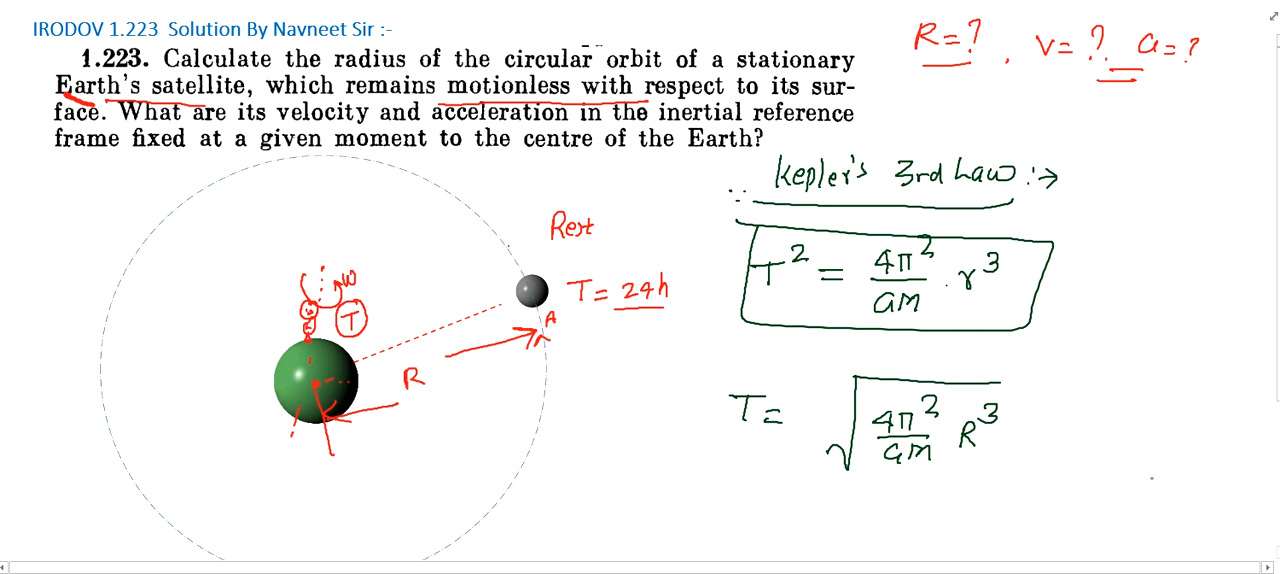 IRODOV 1.223 Solution By Navneet Sir :-
1.223. Calculate the radius of the circular orbit of a stationary
Earth's satellite, which remains motionless with respect to its sur-
face. What are its velocity and acceleration in the inertial reference
frame fixed at a given moment to the centre of the Earth?
R=? , V=? a=?
Kepler's 3rd Law :→
T² = 4π²/GM · r³
Rest
T= 24h
A
T
R
T= √(4π²/GM R³)